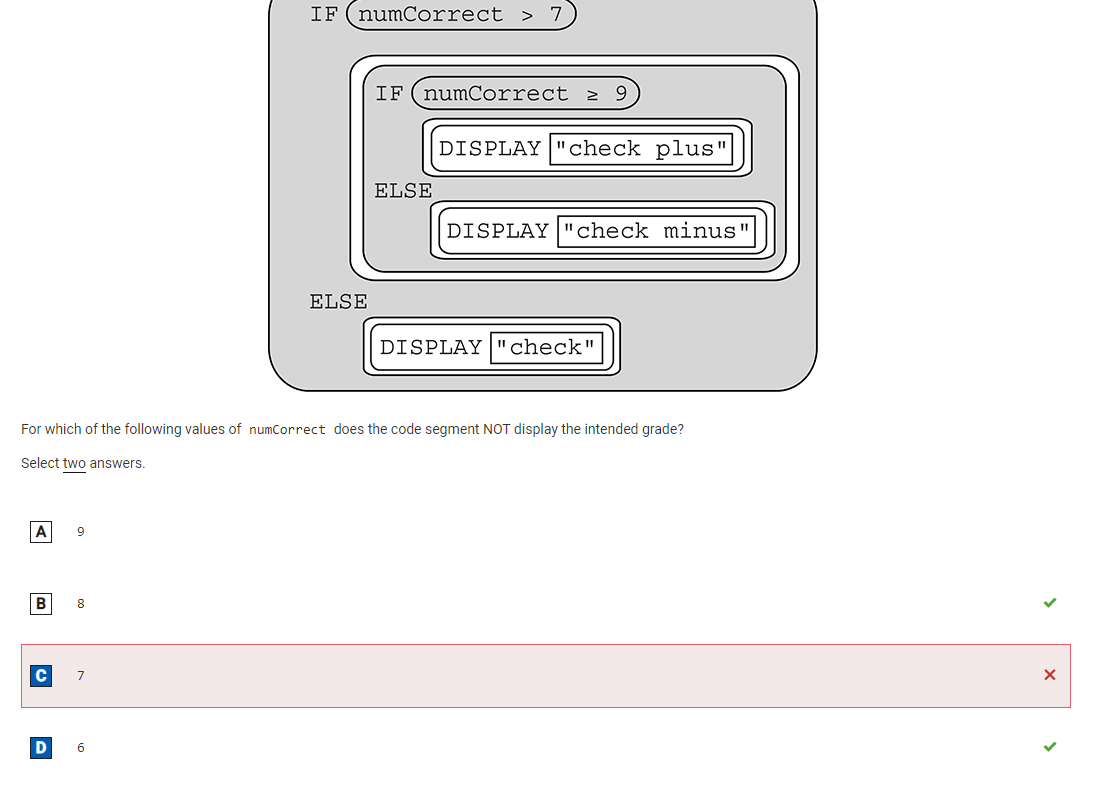 IF numCorrect > 7
IF numCorrect ≥ 9
DISPLAY "check plus"
ELSE
DISPLAY "check minus"
ELSE
DISPLAY "check"
For which of the following values of numCorrect does the code segment NOT display the intended grade?
Select two answers.
A 9
B 8
C 7
D 6